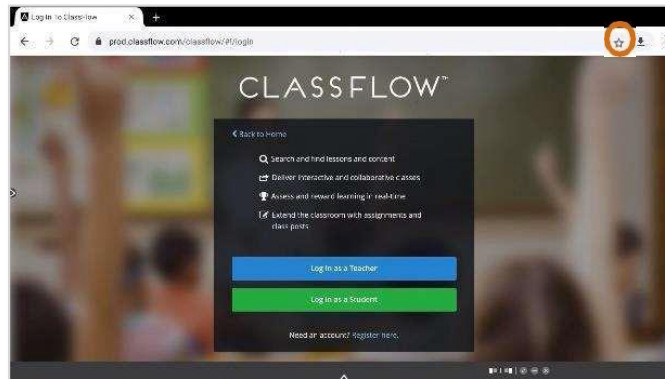 Log In To ClassFlow
prod.classflow.com/classflow/#!/login
CLASSFLOW™
Back to Home
Search and find lessons and content
Deliver interactive and collaborative classes
Assess and reward learning in real-time
Extend the classroom with assignments and
class posts
Log in as a Teacher
Log in as a Student
Need an account? Register here.